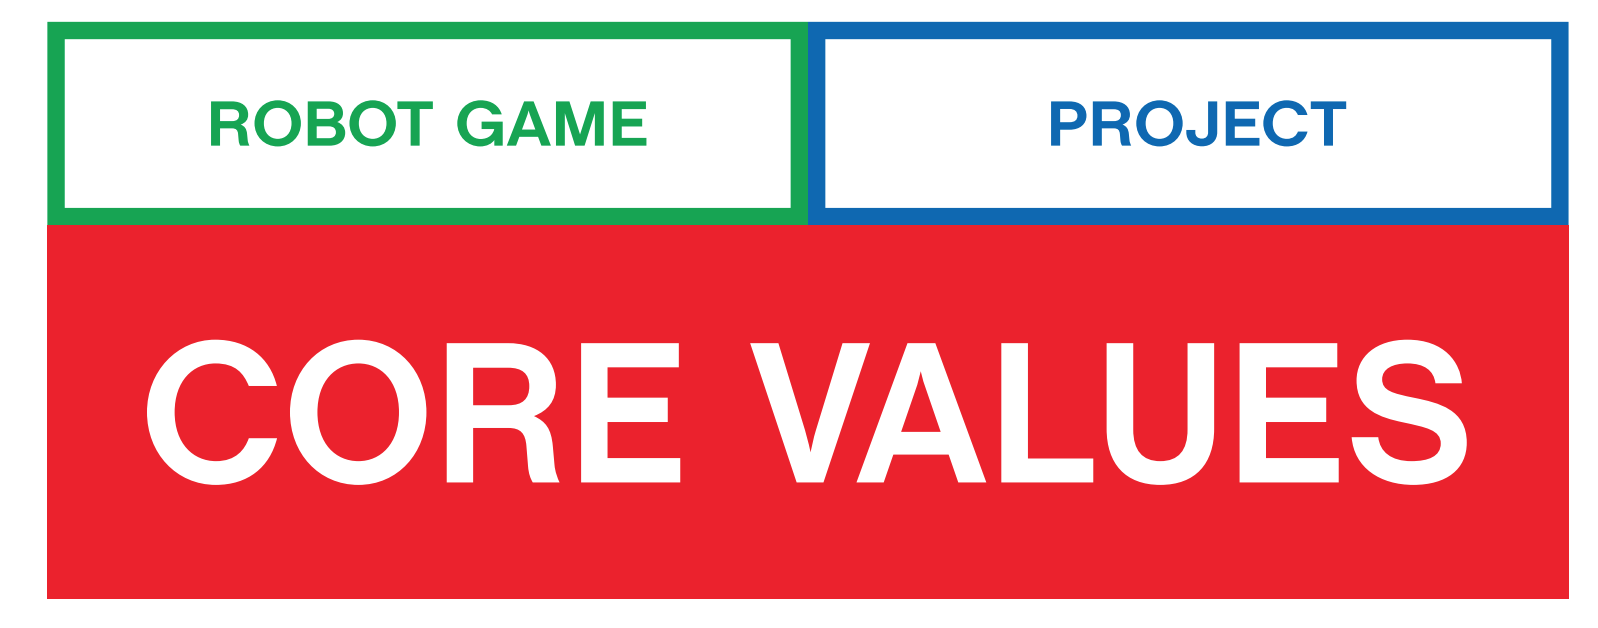 ROBOT GAME
PROJECT
CORE VALUES